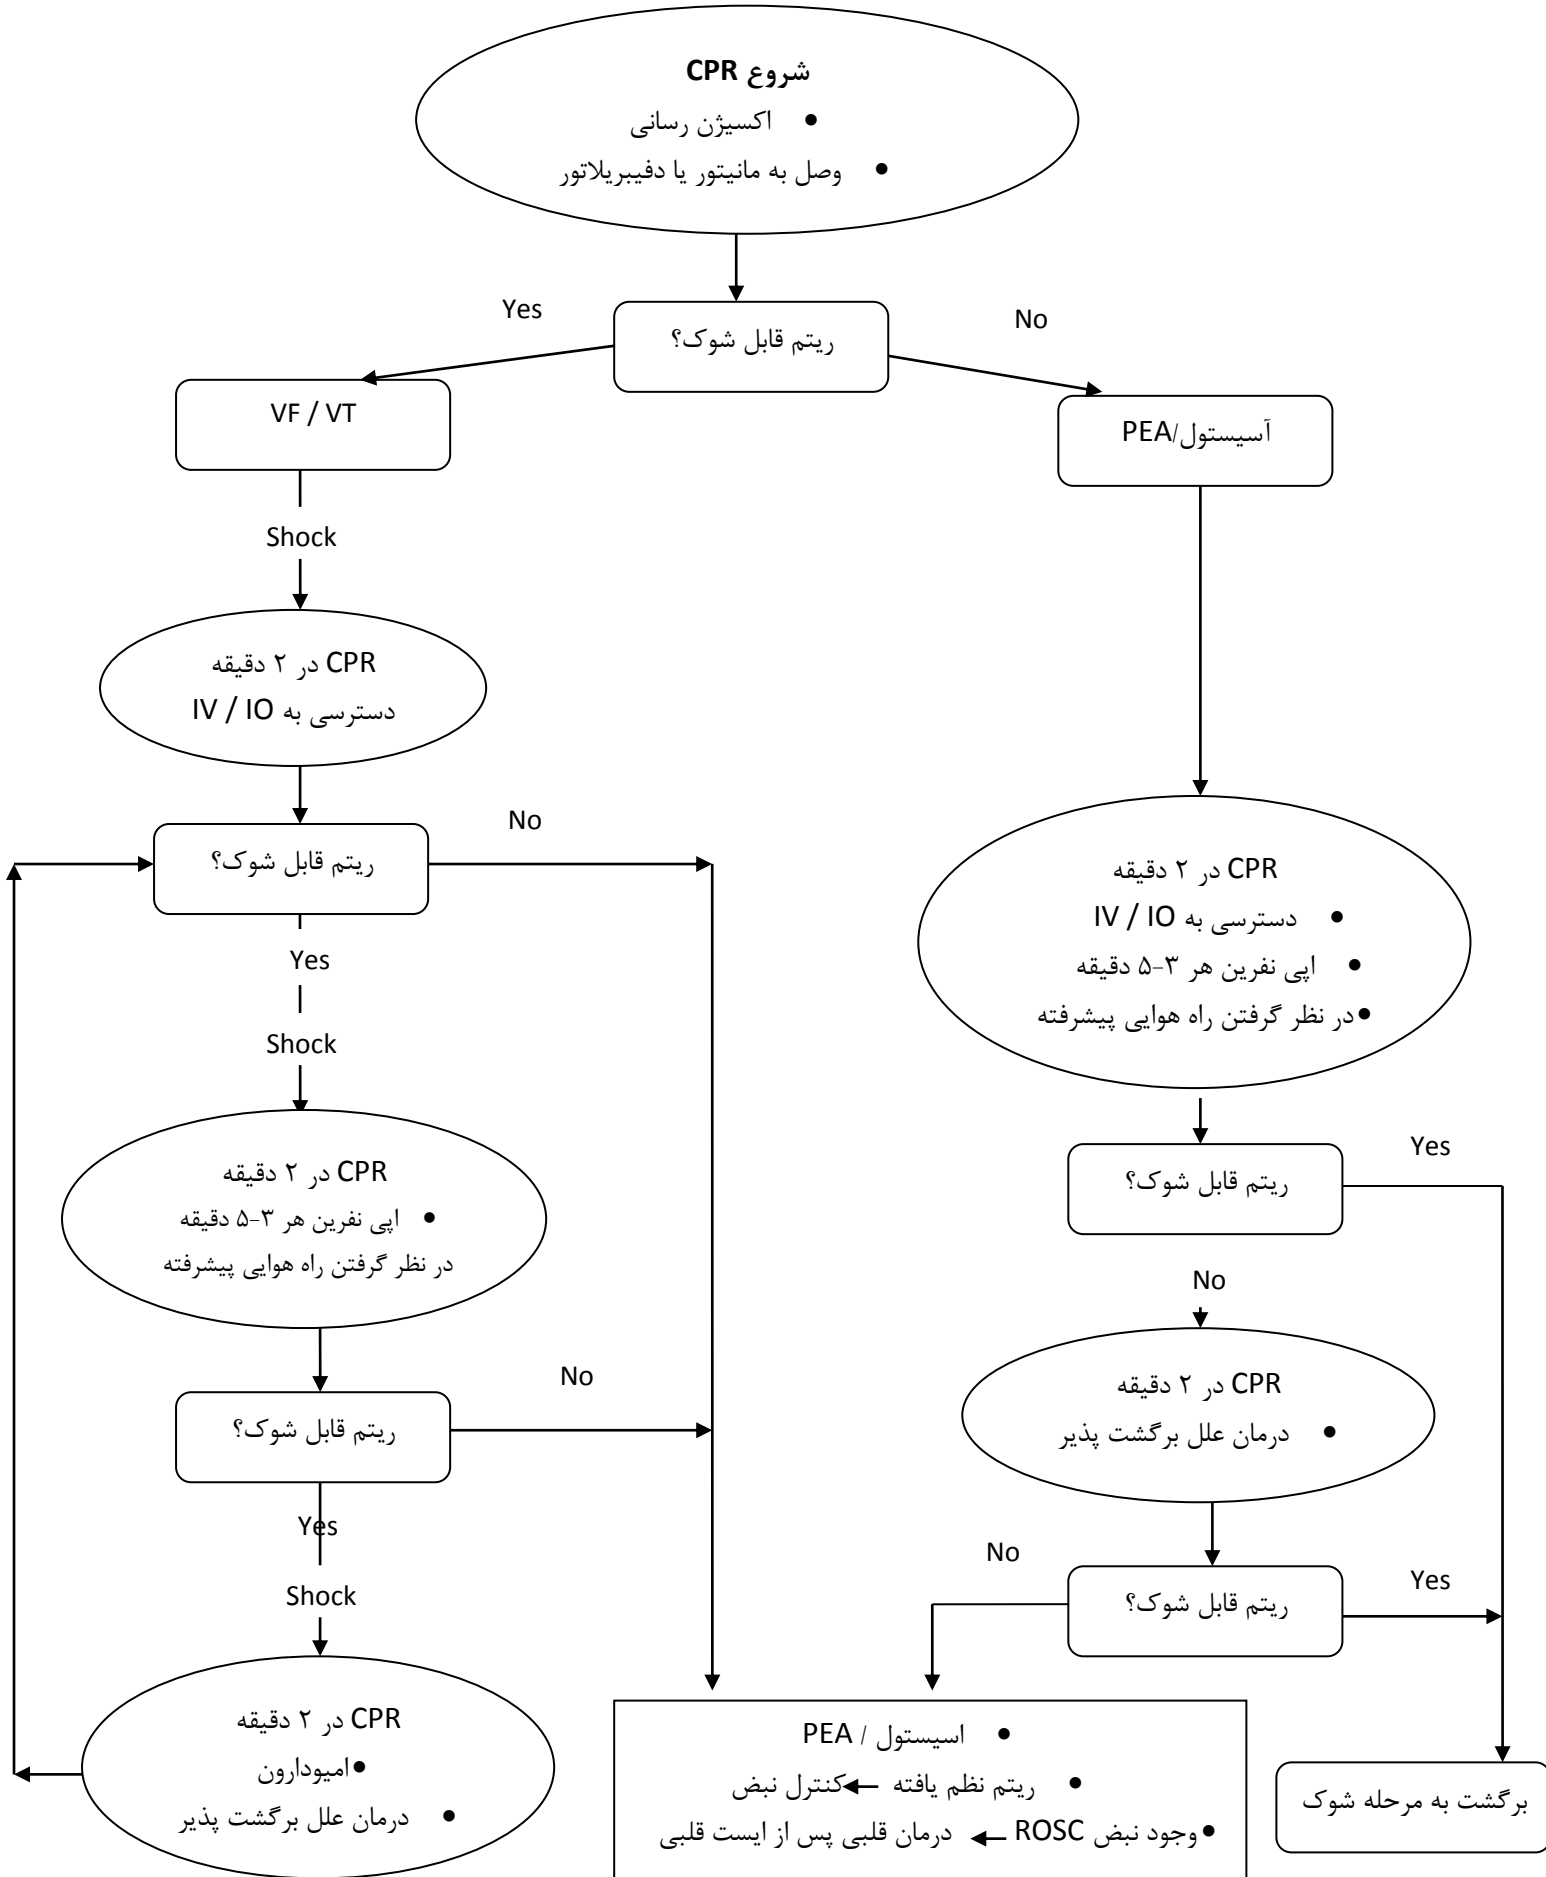 شروع CPR
• اکسیژن رسانی
• وصل به مانیتور یا دفیبریلاتور
Yes
No
ریتم قابل شوک؟
VF / VT
آسیستول/PEA
Shock
CPR در ۲ دقیقه
دسترسی به IV / IO
No
ریتم قابل شوک؟
CPR در ۲ دقیقه
• دسترسی به IV / IO
• اپی نفرین هر ۳-۵ دقیقه
•در نظر گرفتن راه هوایی پیشرفته
Yes
Shock
CPR در ۲ دقیقه
• اپی نفرین هر ۳-۵ دقیقه
در نظر گرفتن راه هوایی پیشرفته
Yes
ریتم قابل شوک؟
No
No
CPR در ۲ دقیقه
• درمان علل برگشت پذیر
ریتم قابل شوک؟
Yes
Shock
No
Yes
ریتم قابل شوک؟
CPR در ۲ دقیقه
•امیودارون
• درمان علل برگشت پذیر
• اسیستول / PEA
• ریتم نظم یافته ←کنترل نبض
•وجود نبض ROSC ← درمان قلبی پس از ایست قلبی
برگشت به مرحله شوک